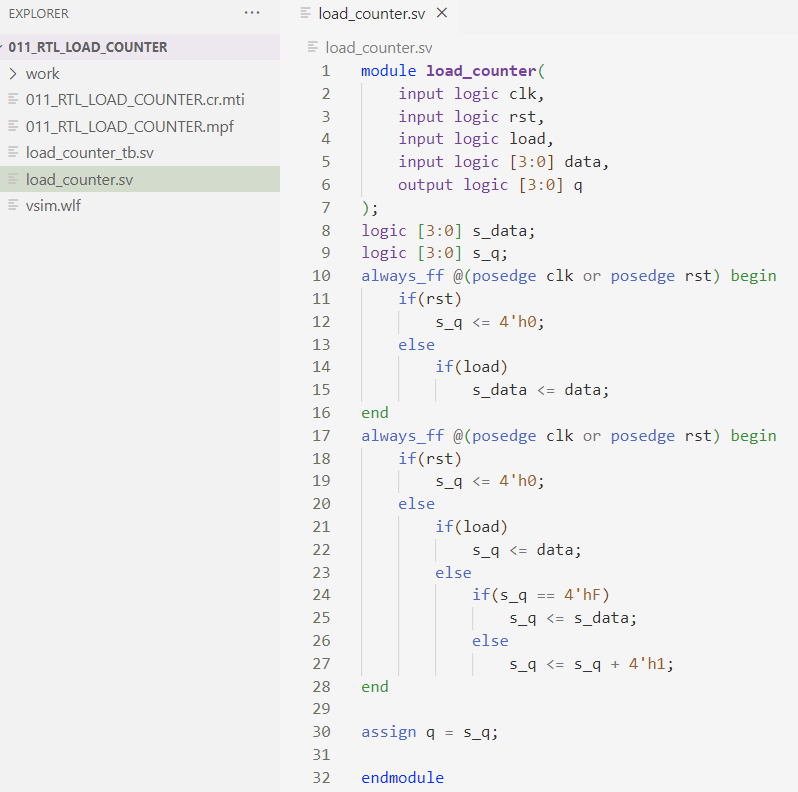 EXPLORER
...
011_RTL_LOAD_COUNTER
work
011_RTL_LOAD_COUNTER.cr.mti
011_RTL_LOAD_COUNTER.mpf
load_counter_tb.sv
load_counter.sv
vsim.wlf
load_counter.sv
load_counter.sv
1 module load_counter(
2     input logic clk,
3     input logic rst,
4     input logic load,
5     input logic [3:0] data,
6     output logic [3:0] q
7 );
8 logic [3:0] s_data;
9 logic [3:0] s_q;
10 always_ff @(posedge clk or posedge rst) begin
11     if(rst)
12         s_q <= 4'h0;
13     else
14         if(load)
15             s_data <= data;
16 end
17 always_ff @(posedge clk or posedge rst) begin
18     if(rst)
19         s_q <= 4'h0;
20     else
21         if(load)
22             s_q <= data;
23         else
24             if(s_q == 4'hF)
25                 s_q <= s_data;
26             else
27                 s_q <= s_q + 4'h1;
28 end
29
30 assign q = s_q;
31
32 endmodule